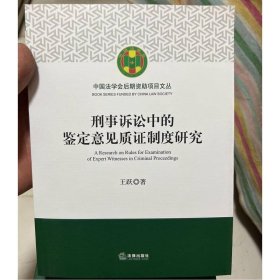 中国法学会后期资助项目文丛
BOOK SERIES FUNDED BY CHINA LAW SOCIETY
刑事诉讼中的
鉴定意见质证制度研究
A Research on Rules for Examination
of Expert Witnesses in Criminal Proceedings
王跃 著
法律出版社